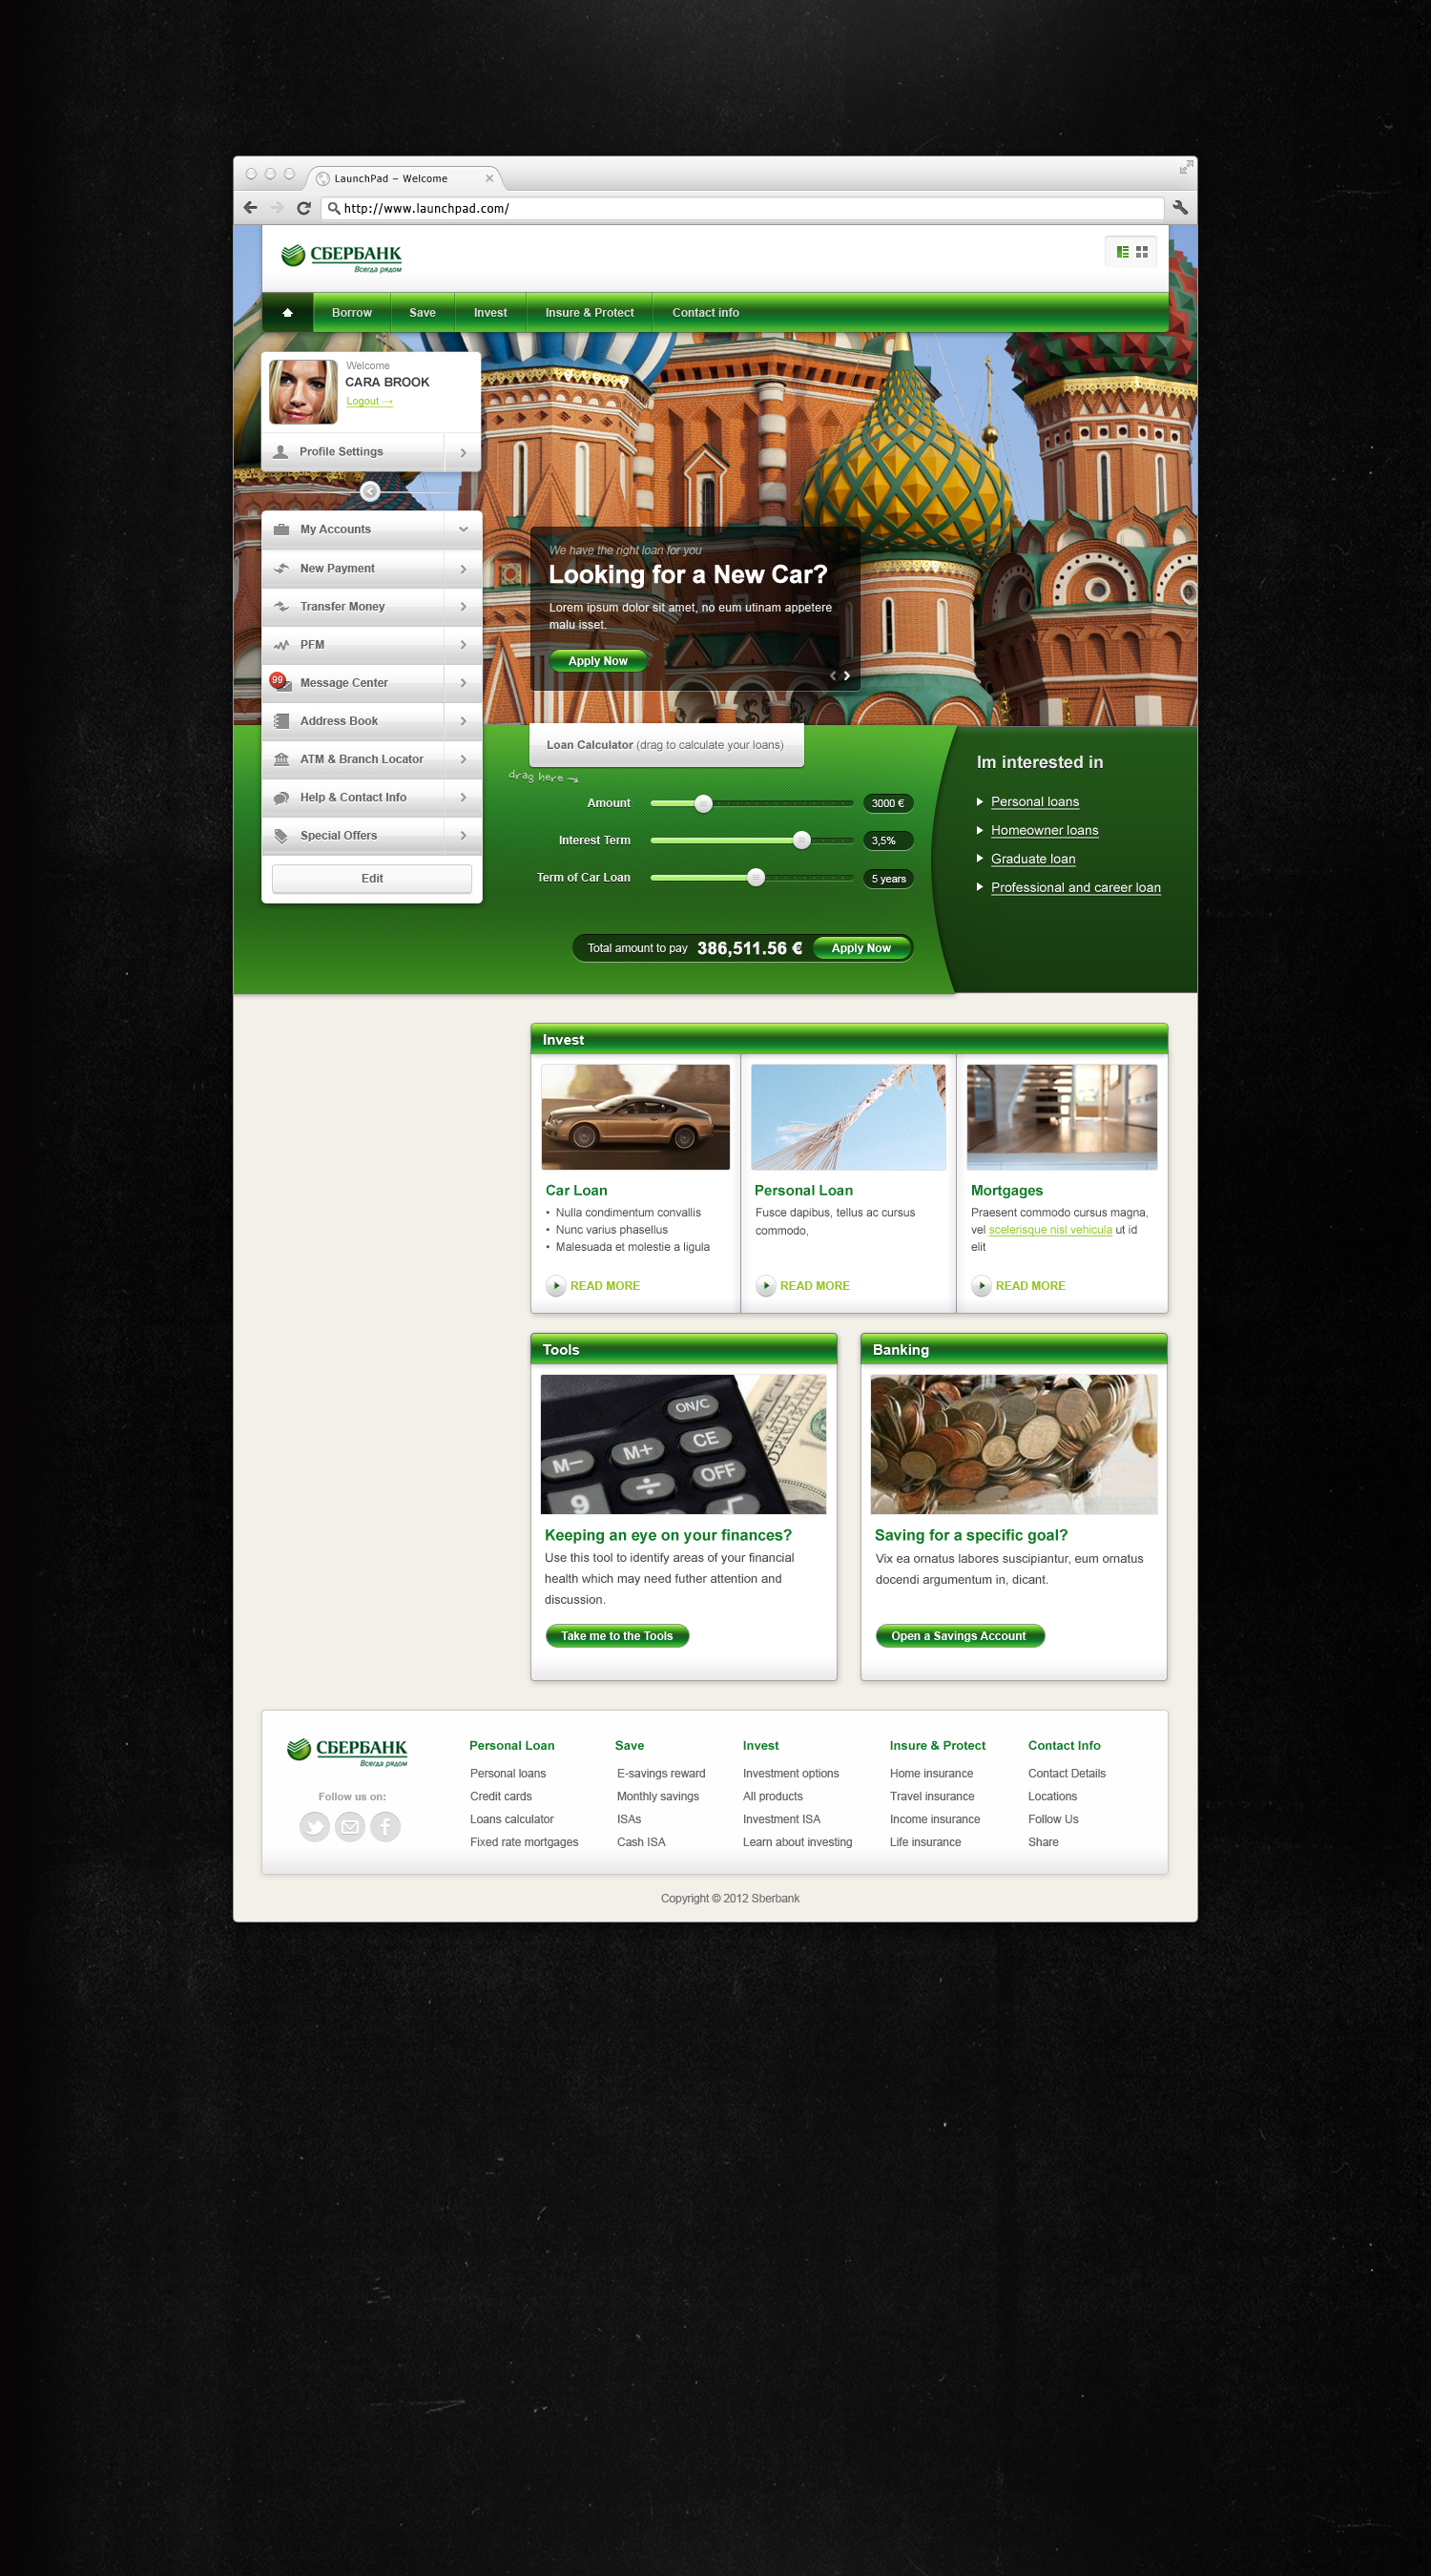 LaunchPad – Welcome
http://www.launchpad.com/
СБЕРБАНК
Всегда рядом
Borrow
Save
Invest
Insure & Protect
Contact info
Welcome
CARA BROOK
Logout →
Profile Settings
My Accounts
New Payment
Transfer Money
PFM
99
Message Center
Address Book
ATM & Branch Locator
Help & Contact Info
Special Offers
Edit
We have the right loan for you
Looking for a New Car?
Lorem ipsum dolor sit amet, no eum utinam appetere
malu isset.
Apply Now
Loan Calculator (drag to calculate your loans)
drag here →
Amount
3000 €
Interest Term
3,5%
Term of Car Loan
5 years
Total amount to pay 386,511.56 € Apply Now
Im interested in
Personal loans
Homeowner loans
Graduate loan
Professional and career loan
Invest
Car Loan
• Nulla condimentum convallis
• Nunc varius phasellus
• Malesuada et molestie a ligula
READ MORE
Personal Loan
Fusce dapibus, tellus ac cursus
commodo,
READ MORE
Mortgages
Praesent commodo cursus magna,
vel scelerisque nisl vehicula ut id
elit
READ MORE
Tools
ON/C
M−
M+
CE
9
÷
OFF
√
Keeping an eye on your finances?
Use this tool to identify areas of your financial
health which may need futher attention and
discussion.
Take me to the Tools
Banking
Saving for a specific goal?
Vix ea ornatus labores suscipiantur, eum ornatus
docendi argumentum in, dicant.
Open a Savings Account
СБЕРБАНК
Всегда рядом
Follow us on:
Personal Loan
Personal loans
Credit cards
Loans calculator
Fixed rate mortgages
Save
E-savings reward
Monthly savings
ISAs
Cash ISA
Invest
Investment options
All products
Investment ISA
Learn about investing
Insure & Protect
Home insurance
Travel insurance
Income insurance
Life insurance
Contact Info
Contact Details
Locations
Follow Us
Share
Copyright © 2012 Sberbank